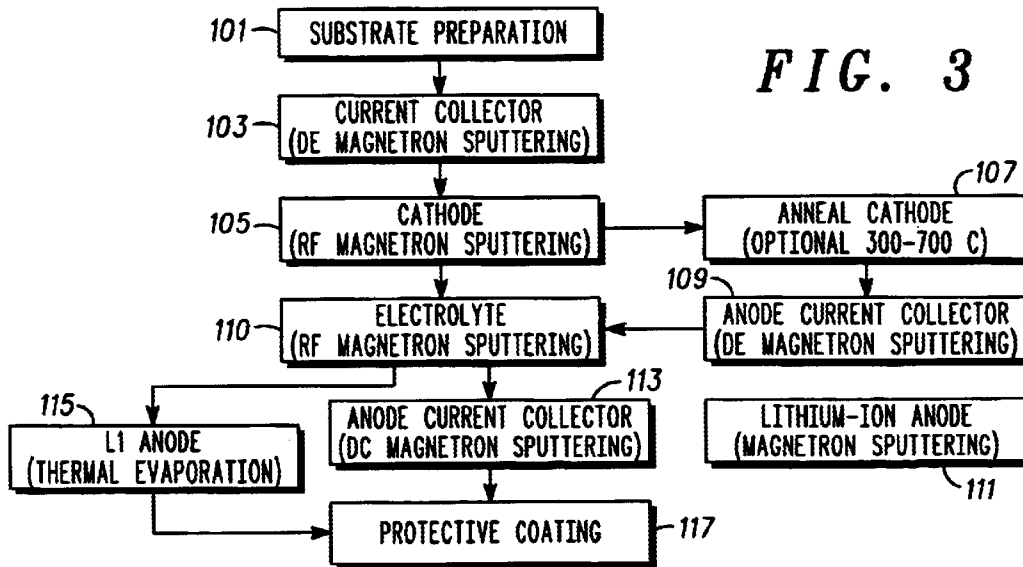 FIG. 3
101
SUBSTRATE PREPARATION
103
CURRENT COLLECTOR
(DE MAGNETRON SPUTTERING)
105
CATHODE
(RF MAGNETRON SPUTTERING)
107
ANNEAL CATHODE
(OPTIONAL 300-700 C)
109
ANODE CURRENT COLLECTOR
(DE MAGNETRON SPUTTERING)
110
ELECTROLYTE
(RF MAGNETRON SPUTTERING)
115
L1 ANODE
(THERMAL EVAPORATION)
113
ANODE CURRENT COLLECTOR
(DC MAGNETRON SPUTTERING)
LITHIUM-ION ANODE
(MAGNETRON SPUTTERING)
111
PROTECTIVE COATING
117